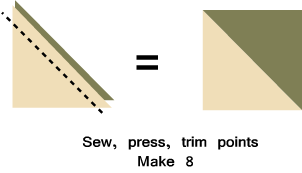 =
Sew, press, trim points
Make 8